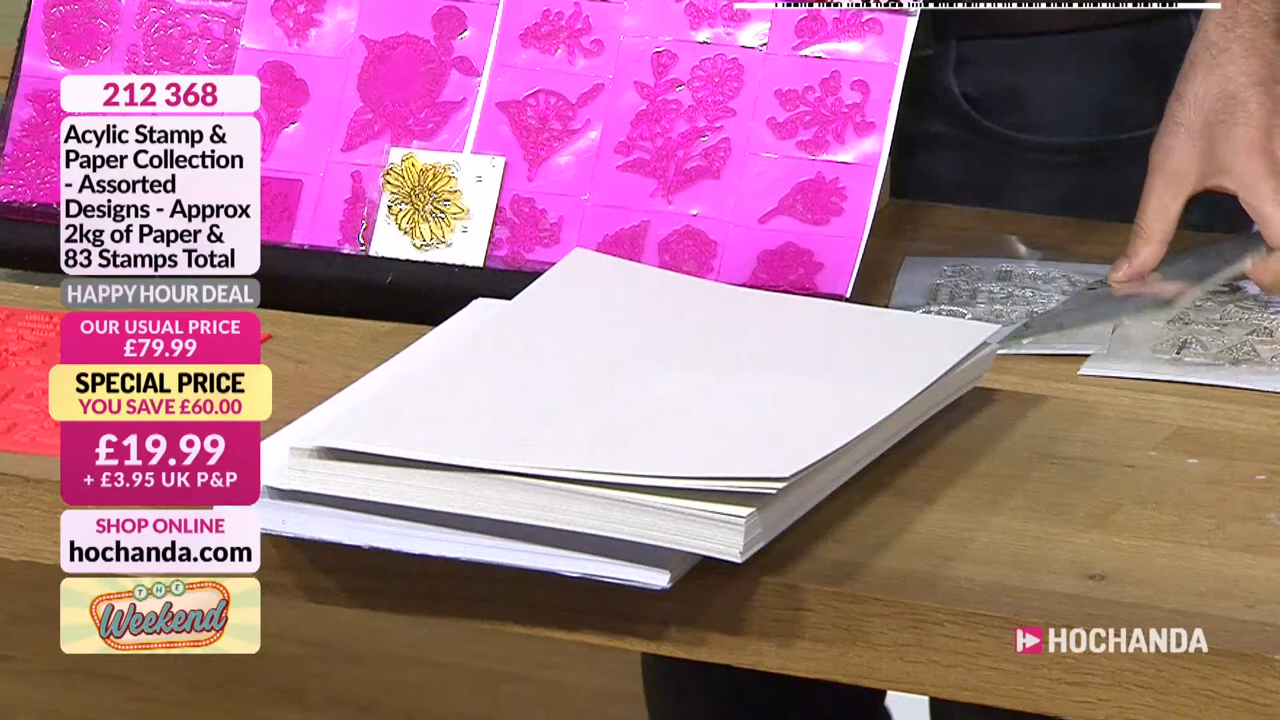 212 368
Acylic Stamp &
Paper Collection
- Assorted
Designs - Approx
2kg of Paper &
83 Stamps Total
HAPPY HOUR DEAL
OUR USUAL PRICE
£79.99
SPECIAL PRICE
YOU SAVE £60.00
£19.99
+ £3.95 UK P&P
SHOP ONLINE
hochanda.com
THE
Weekend
HOCHANDA